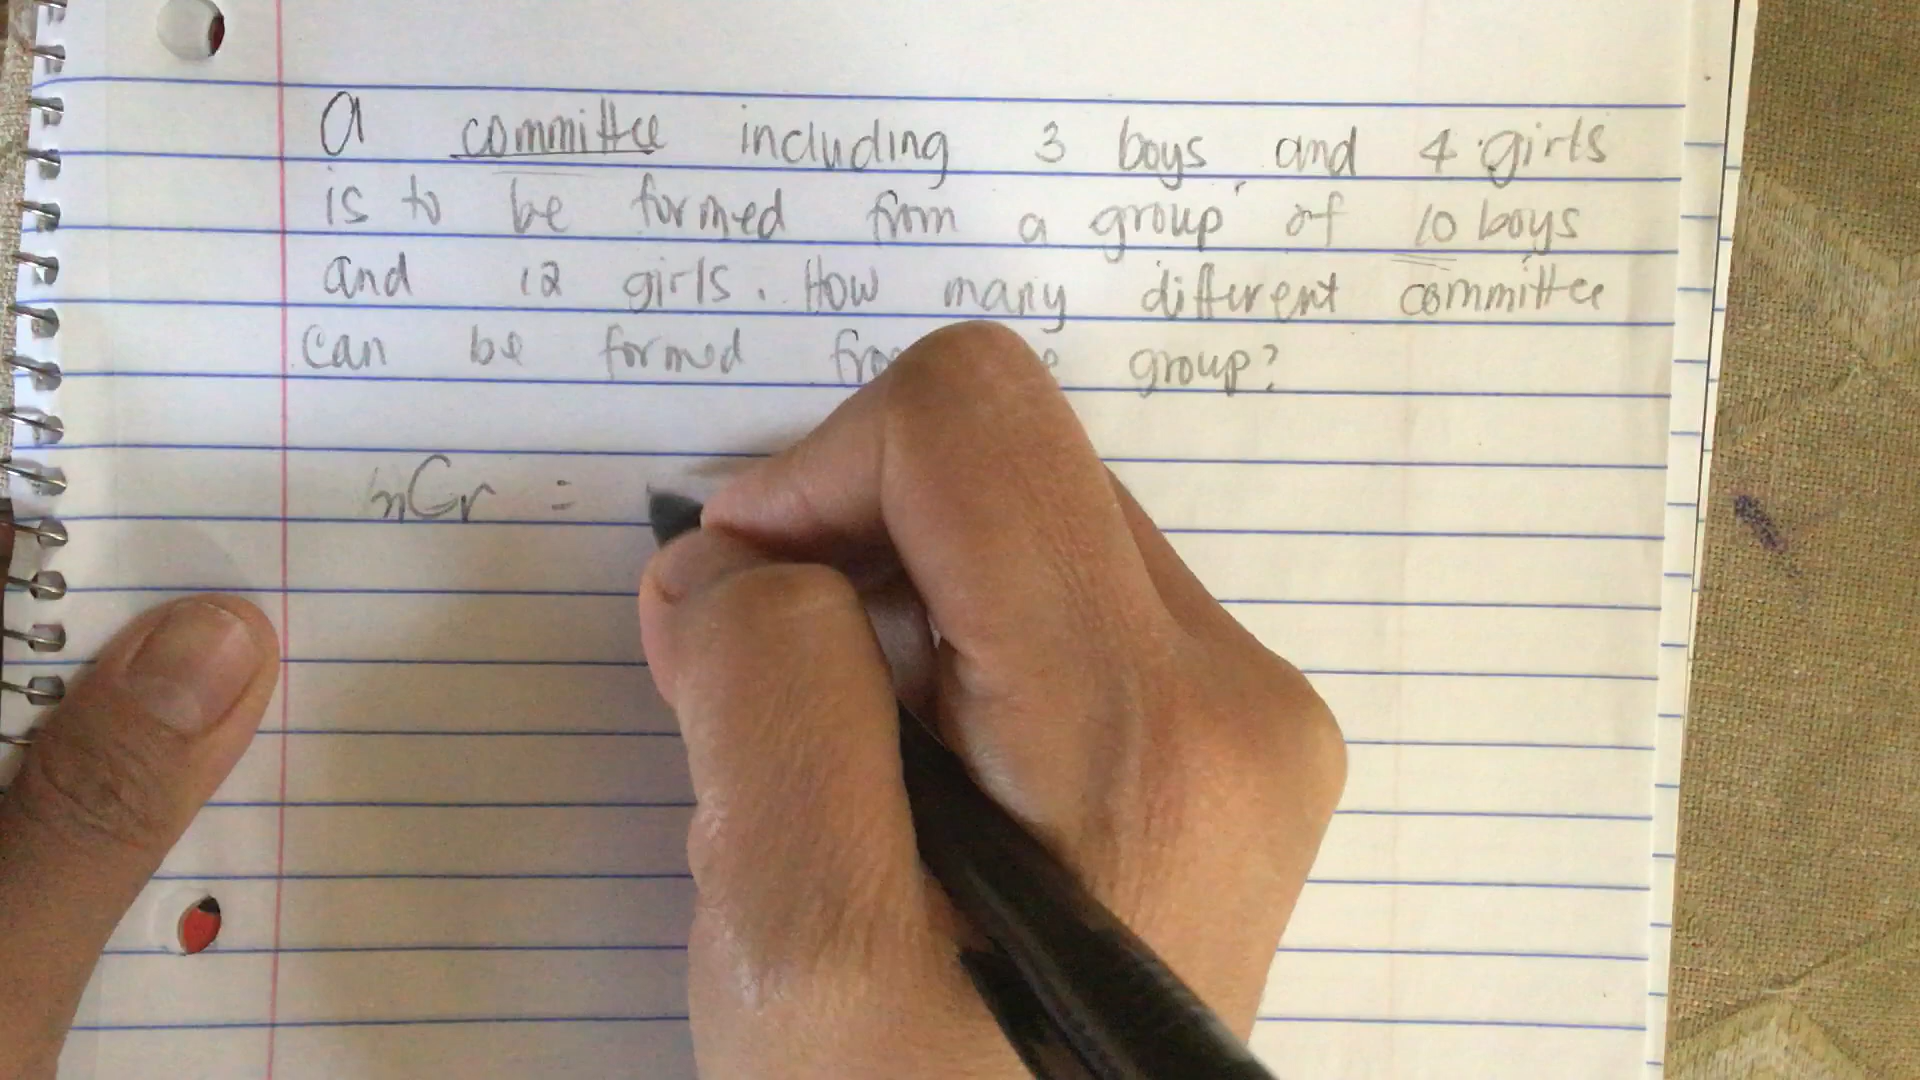 A committee including 3 boys and 4 girls
is to be formed from a group of 10 boys
and 12 girls. How many different committee
can be formed group?
nCr =